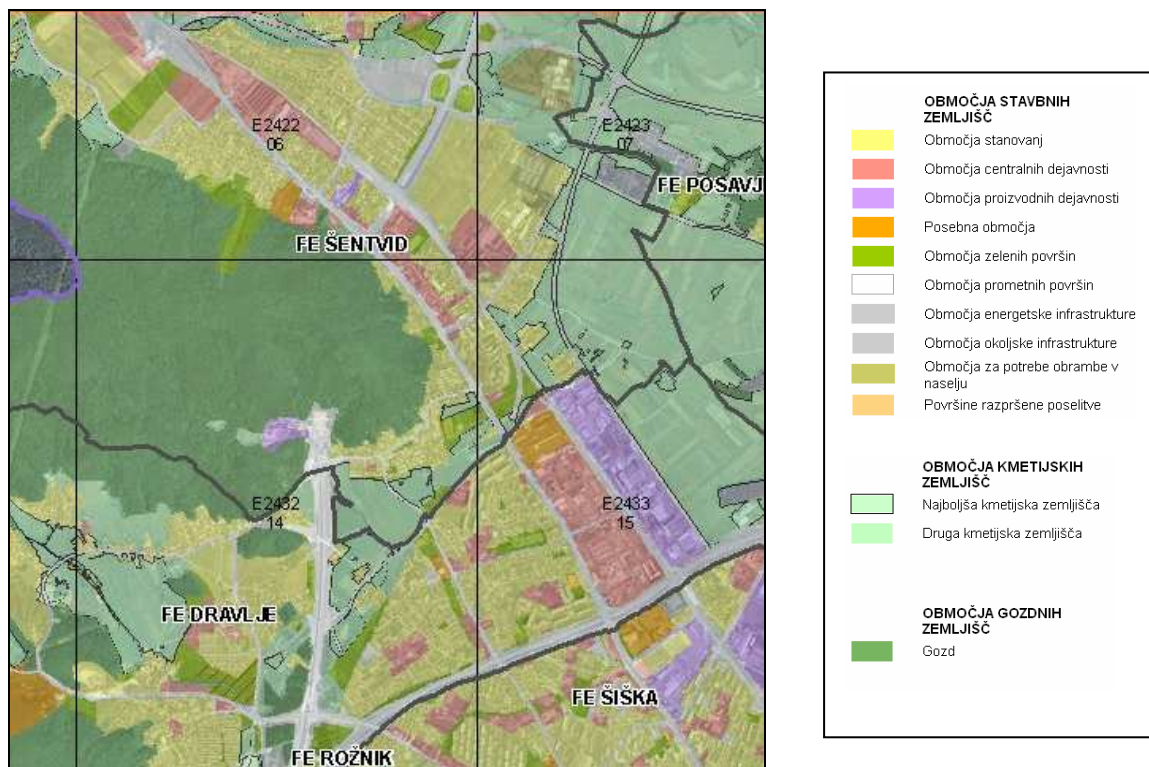 E2422
06
E2423
07
FE POSAVJ
FE ŠENTVID
E2432
14
E2433
15
FE DRAVLJE
FE ŠIŠKA
FE ROŽNIK
OBMOČJA STAVBNIH
ZEMLJIŠČ
Območja stanovanj
Območja centralnih dejavnosti
Območja proizvodnih dejavnosti
Posebna območja
Območja zelenih površin
Območja prometnih površin
Območja energetske infrastrukture
Območja okoljske infrastrukture
Območja za potrebe obrambe v
naselju
Površine razpršene poselitve
OBMOČJA KMETIJSKIH
ZEMLJIŠČ
Najboljša kmetijska zemljišča
Druga kmetijska zemljišča
OBMOČJA GOZDNIH
ZEMLJIŠČ
Gozd